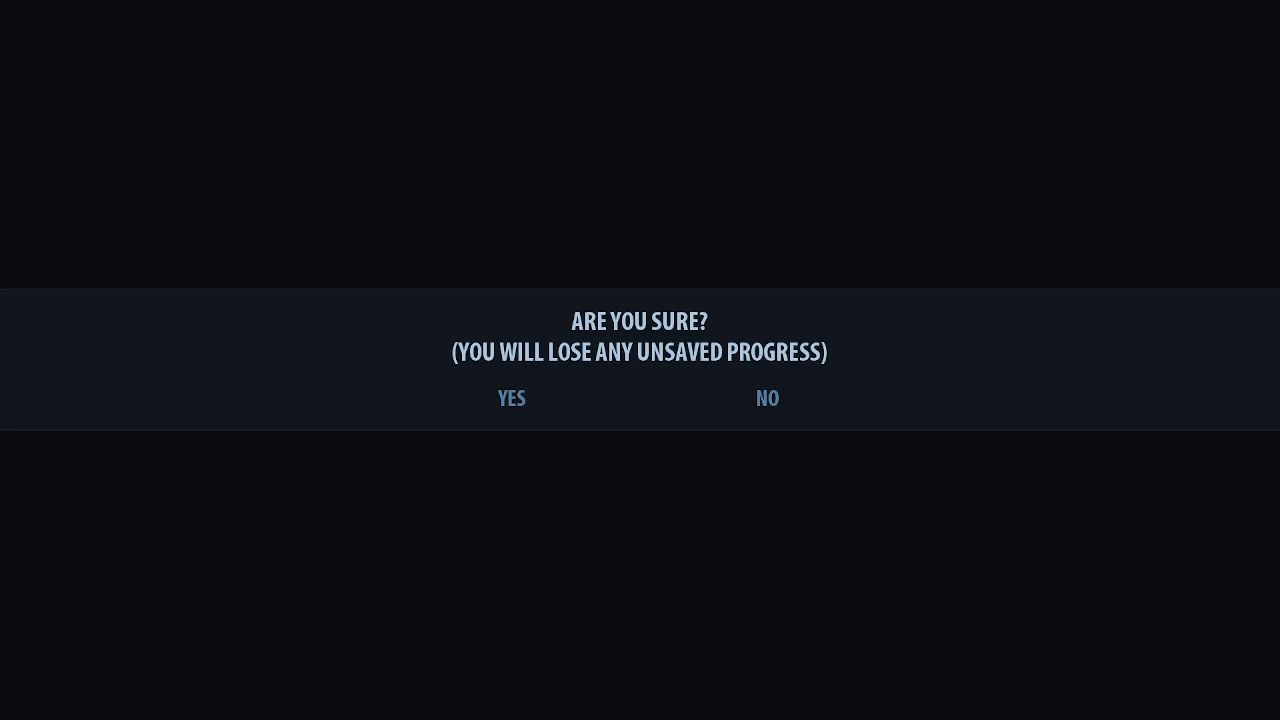 ARE YOU SURE?
(YOU WILL LOSE ANY UNSAVED PROGRESS)
YES NO